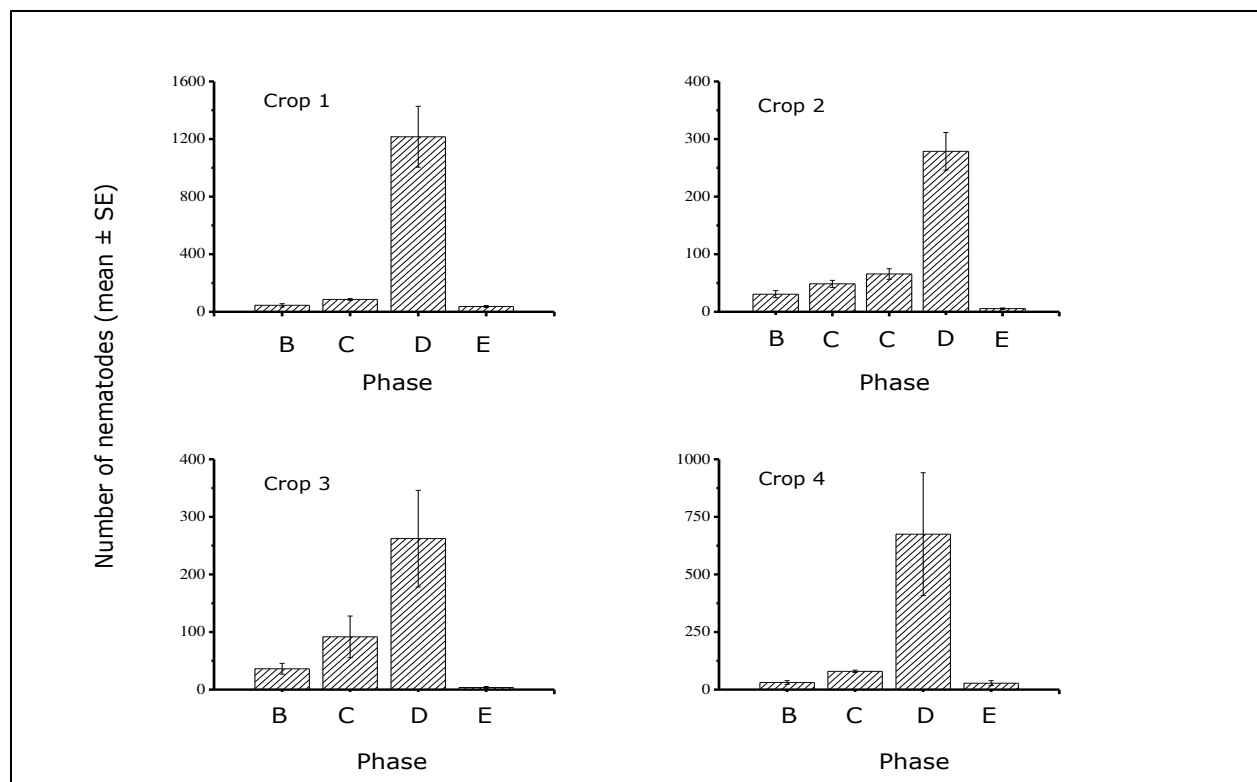 Number of nematodes (mean ± SE)
Crop 1
1600
1200
800
400
0
B C D E
Phase
Crop 2
400
300
200
100
0
B C C D E
Phase
Crop 3
400
300
200
100
0
B C D E
Phase
Crop 4
1000
750
500
250
0
B C D E
Phase